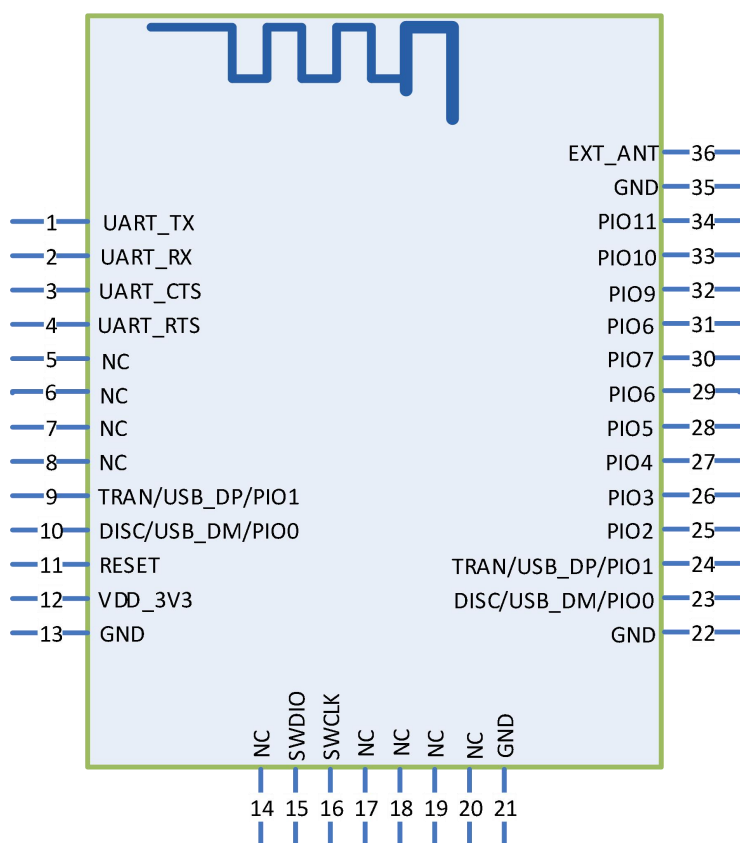 EXT_ANT 36
GND 35
1 UART_TX PIO11 34
2 UART_RX PIO10 33
3 UART_CTS PIO9 32
4 UART_RTS PIO6 31
5 NC PIO7 30
6 NC PIO6 29
7 NC PIO5 28
8 NC PIO4 27
9 TRAN/USB_DP/PIO1 PIO3 26
10 DISC/USB_DM/PIO0 PIO2 25
11 RESET TRAN/USB_DP/PIO1 24
12 VDD_3V3 DISC/USB_DM/PIO0 23
13 GND GND 22
NC SWDIO SWCLK NC NC NC NC GND
14 15 16 17 18 19 20 21